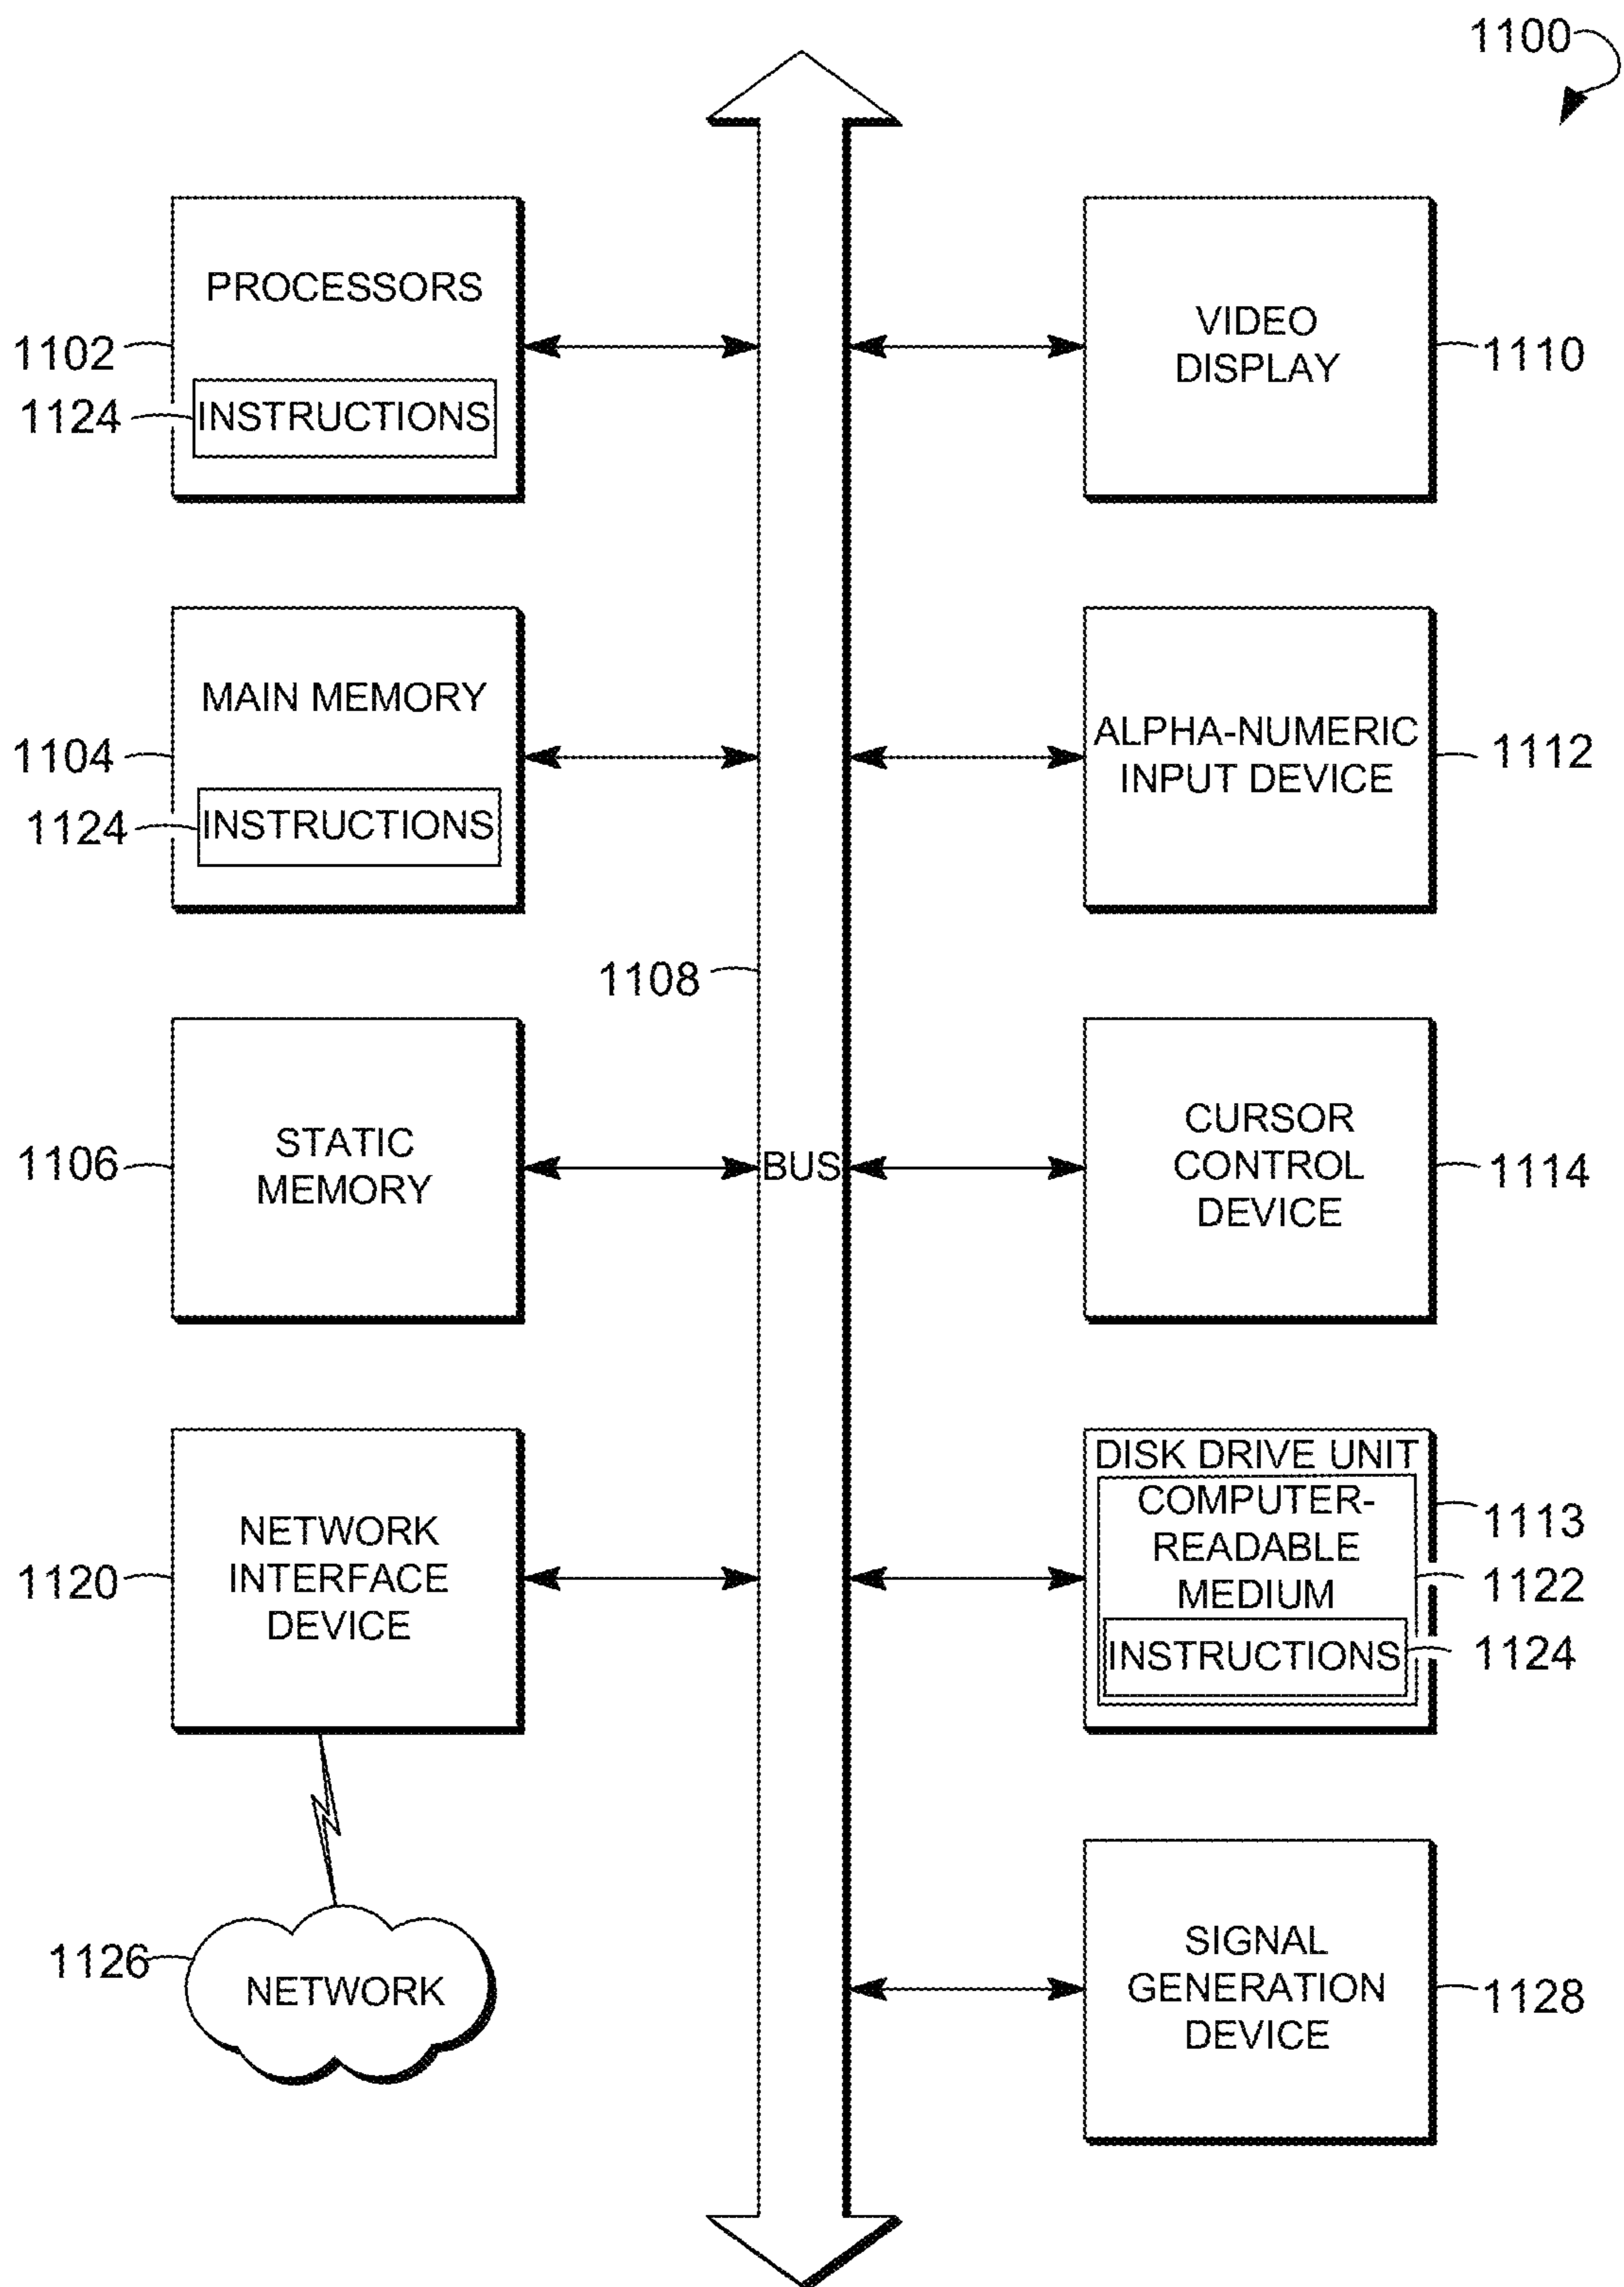 1100
PROCESSORS
1102
1124
INSTRUCTIONS
VIDEO
DISPLAY
1110
MAIN MEMORY
1104
1124
INSTRUCTIONS
ALPHA-NUMERIC
INPUT DEVICE
1112
1108
STATIC
MEMORY
1106
BUS
CURSOR
CONTROL
DEVICE
1114
NETWORK
INTERFACE
DEVICE
1120
DISK DRIVE UNIT
COMPUTER-
READABLE
MEDIUM
INSTRUCTIONS
1113
1122
1124
1126
NETWORK
SIGNAL
GENERATION
DEVICE
1128